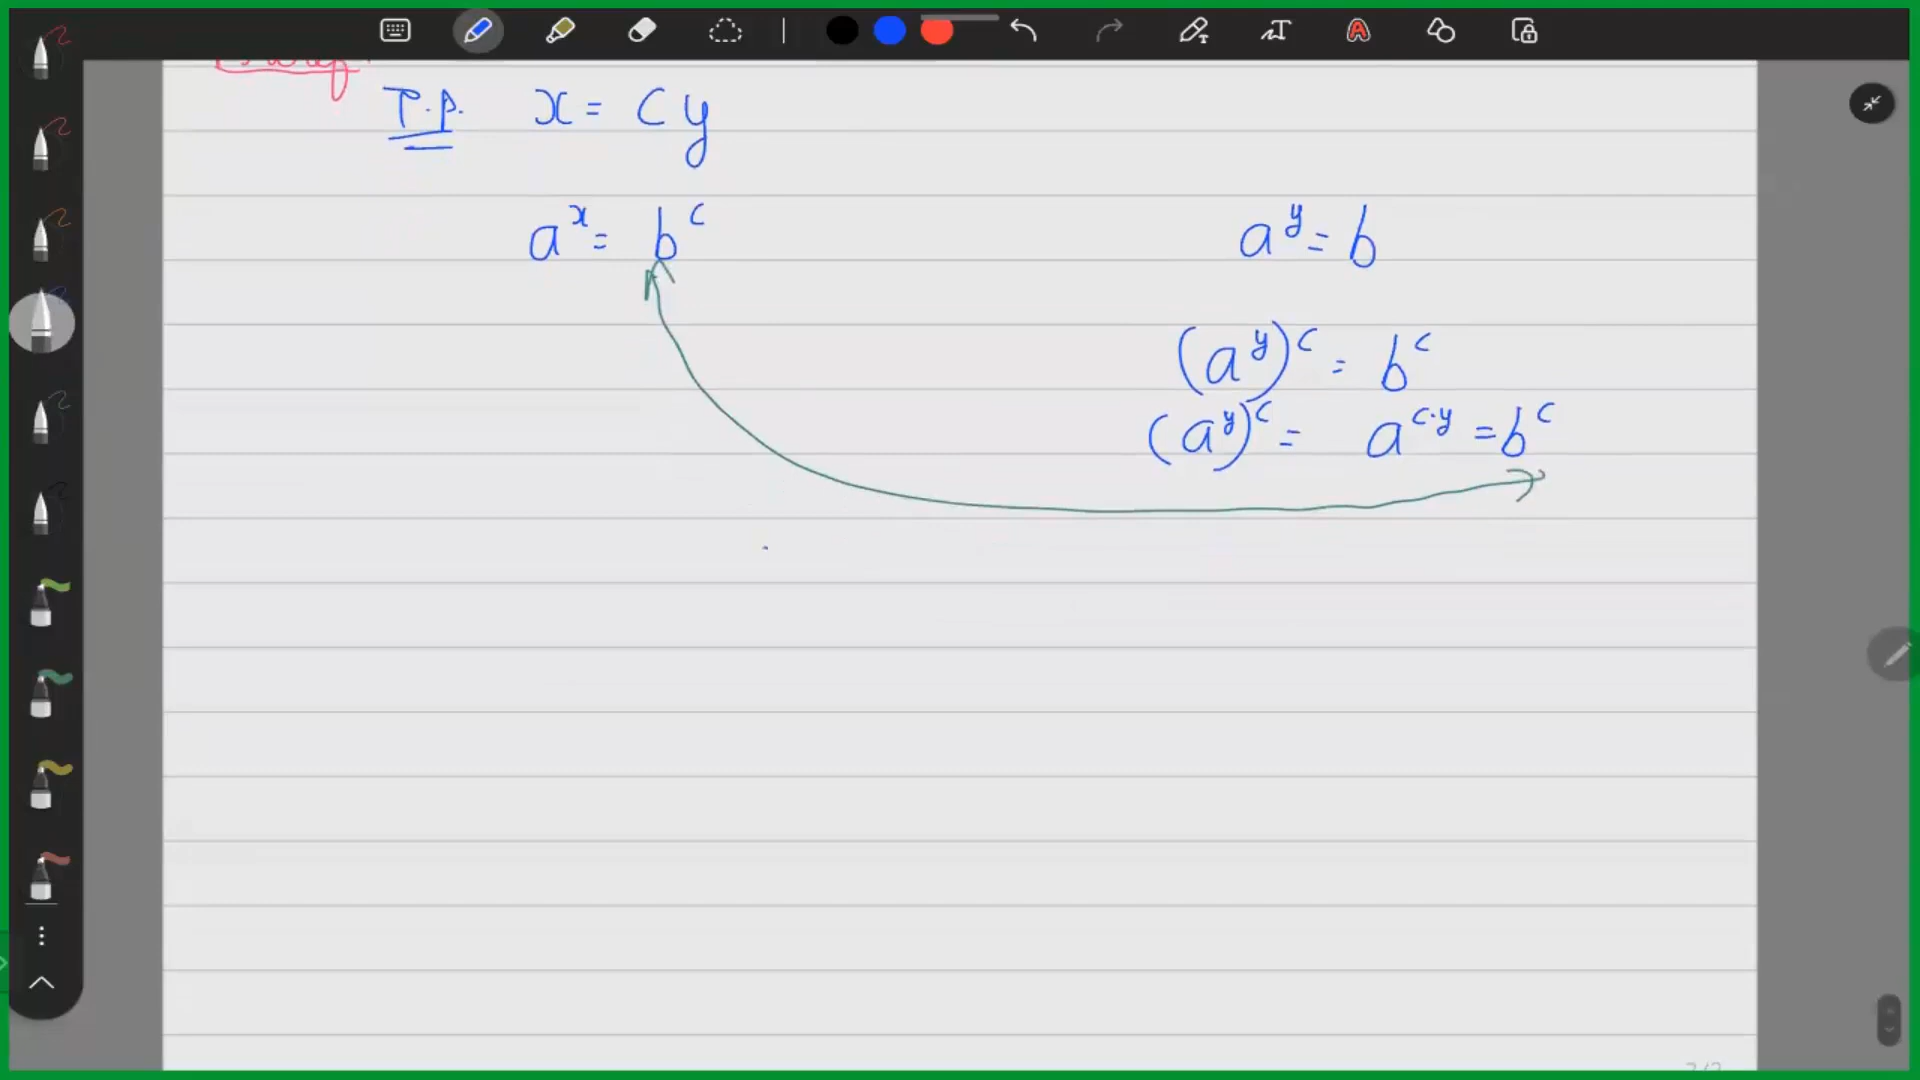 T.P. x = cy
a^x = b^c a^y = b
(a^y)^c = b^c
(a^y)^c = a^{c·y} = b^c